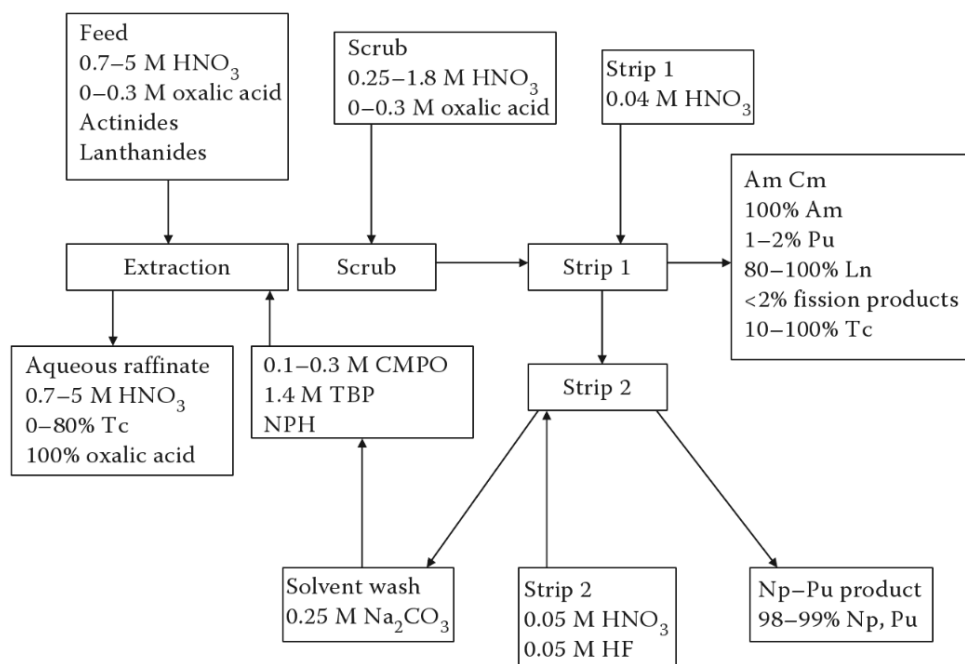 Feed
0.7–5 M HNO₃
0–0.3 M oxalic acid
Actinides
Lanthanides
Scrub
0.25–1.8 M HNO₃
0–0.3 M oxalic acid
Strip 1
0.04 M HNO₃
Extraction
Scrub
Strip 1
Am Cm
100% Am
1–2% Pu
80–100% Ln
<2% fission products
10–100% Tc
Aqueous raffinate
0.7–5 M HNO₃
0–80% Tc
100% oxalic acid
0.1–0.3 M CMPO
1.4 M TBP
NPH
Strip 2
Solvent wash
0.25 M Na₂CO₃
Strip 2
0.05 M HNO₃
0.05 M HF
Np–Pu product
98–99% Np, Pu